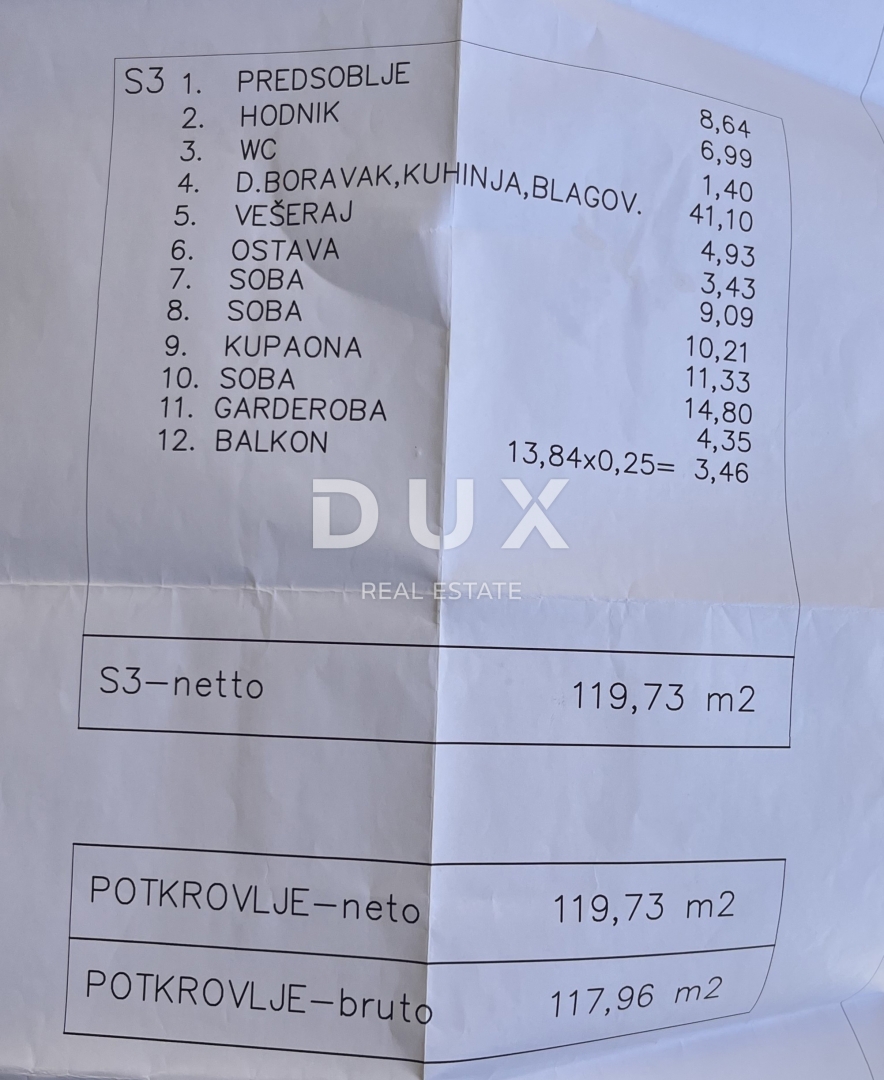 S3 1. PREDSOBLJE 8,64
2. HODNIK 6,99
3. WC 1,40
4. D.BORAVAK,KUHINJA,BLAGOV. 41,10
5. VEŠERAJ 4,93
6. OSTAVA 3,43
7. SOBA 9,09
8. SOBA 10,21
9. KUPAONA 11,33
10. SOBA 14,80
11. GARDEROBA 4,35
12. BALKON 13,84x0,25= 3,46
DUX
REAL ESTATE
S3-netto 119,73 m2
POTKROVLJE-neto 119,73 m2
POTKROVLJE-bruto 117,96 m2